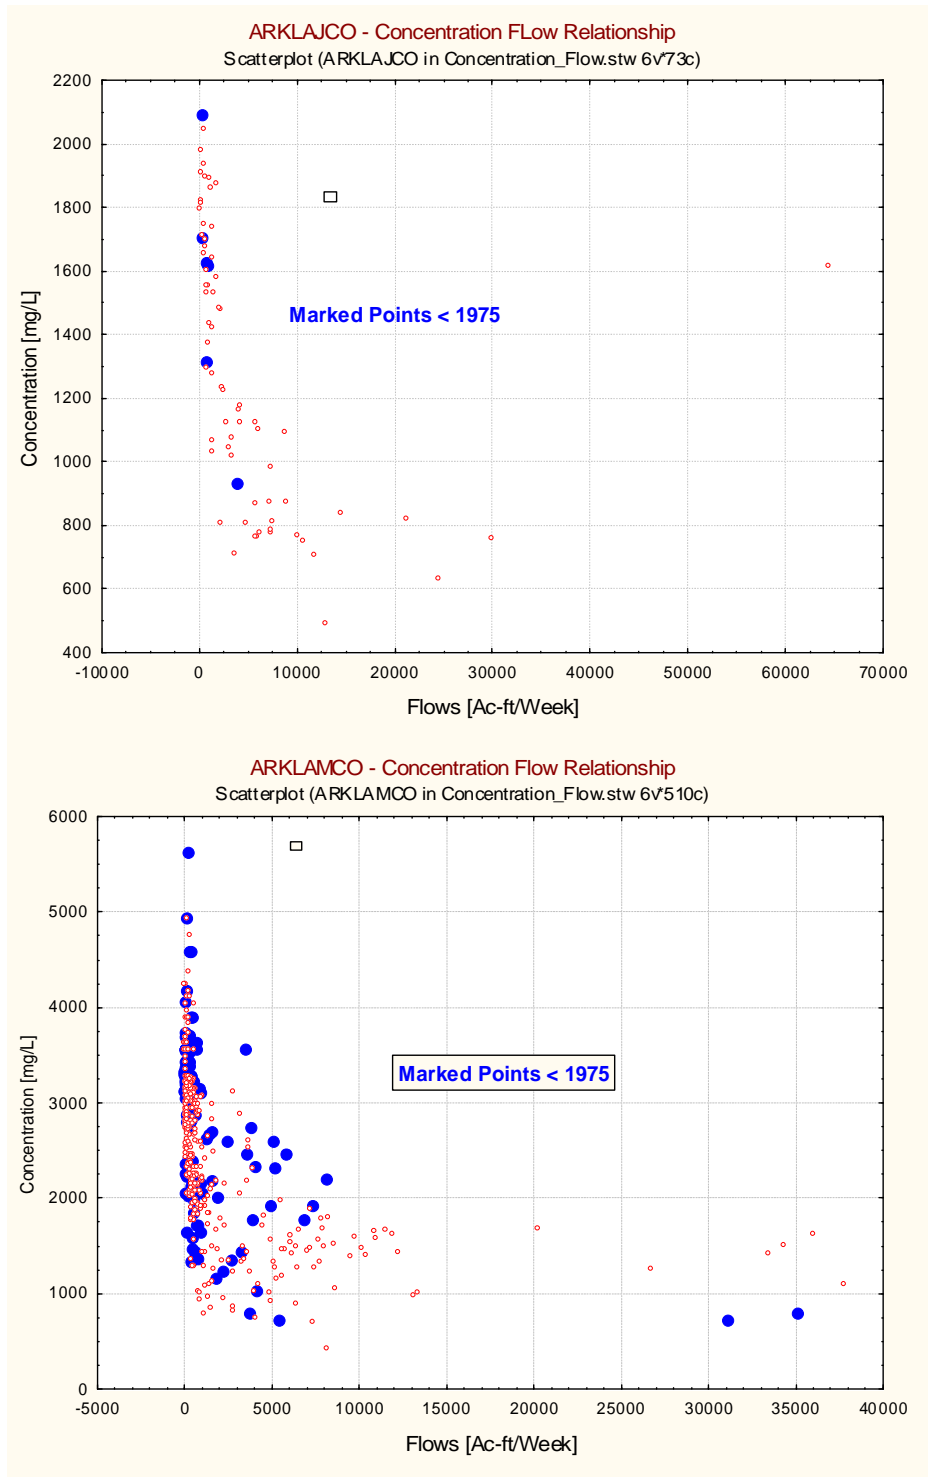 ARKLAJCO - Concentration FLow Relationship
Scatterplot (ARKLAJCO in Concentration_Flow.stw 6v*73c)
2200
2000
1800
1600
1400
1200
1000
800
600
400
Concentration [mg/L]
Marked Points < 1975
-10000 0 10000 20000 30000 40000 50000 60000 70000
Flows [Ac-ft/Week]
ARKLAMCO - Concentration Flow Relationship
Scatterplot (ARKLAMCO in Concentration_Flow.stw 6v*510c)
6000
5000
4000
3000
2000
1000
0
Concentration [mg/L]
Marked Points < 1975
-5000 0 5000 10000 15000 20000 25000 30000 35000 40000
Flows [Ac-ft/Week]